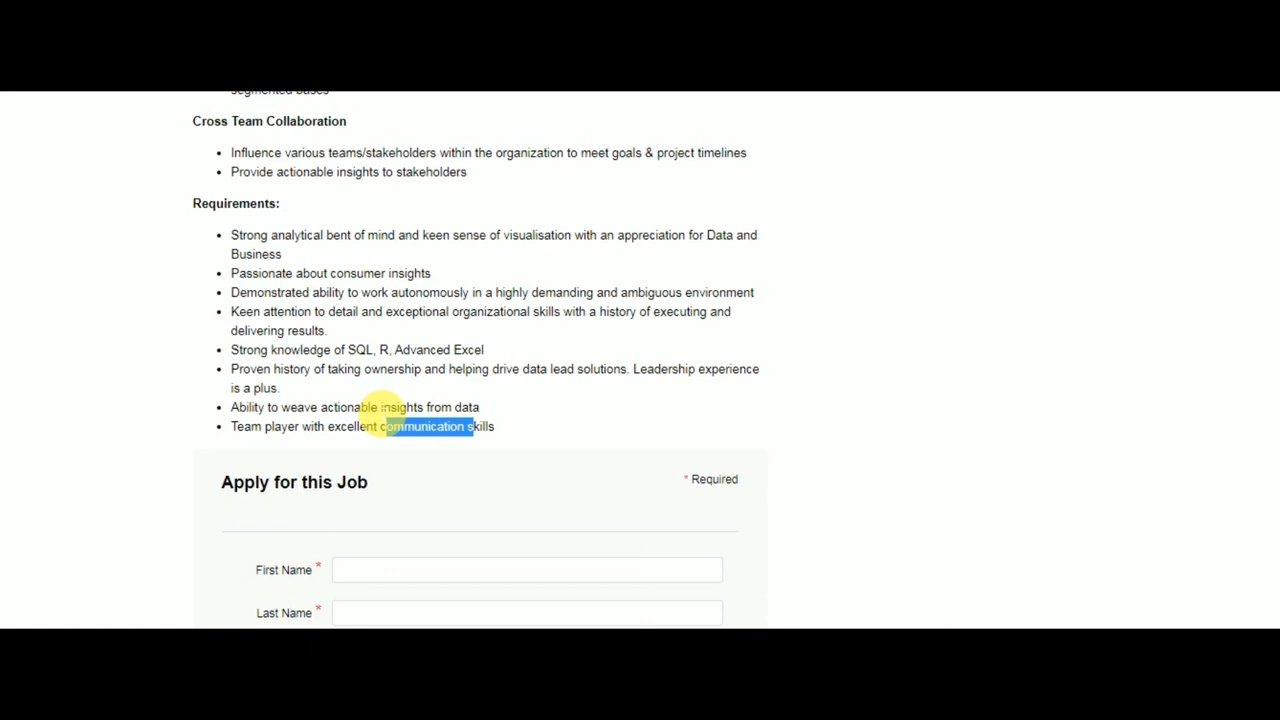 segmented bases
Cross Team Collaboration
Influence various teams/stakeholders within the organization to meet goals & project timelines
Provide actionable insights to stakeholders
Requirements:
Strong analytical bent of mind and keen sense of visualisation with an appreciation for Data and
Business
Passionate about consumer insights
Demonstrated ability to work autonomously in a highly demanding and ambiguous environment
Keen attention to detail and exceptional organizational skills with a history of executing and
delivering results.
Strong knowledge of SQL, R, Advanced Excel
Proven history of taking ownership and helping drive data lead solutions. Leadership experience
is a plus.
Ability to weave actionable insights from data
Team player with excellent communication skills
Apply for this Job
* Required
First Name *
Last Name *